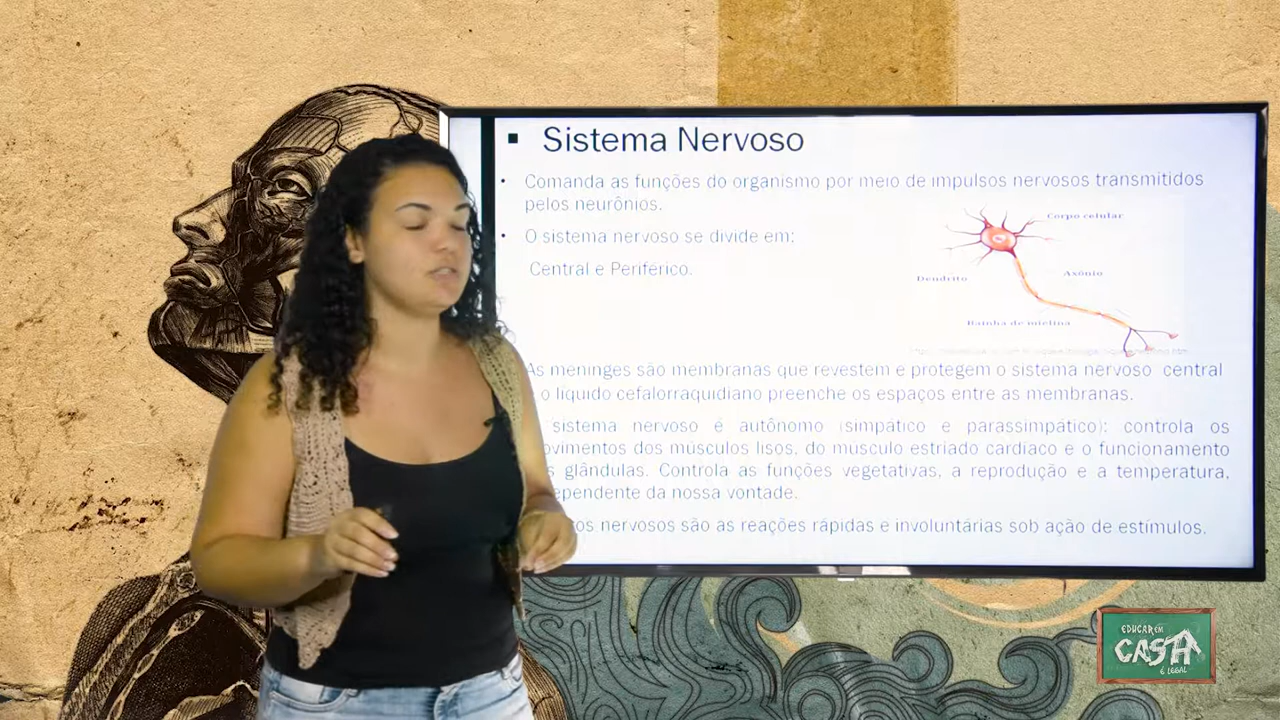 Sistema Nervoso
Comanda as funções do organismo por meio de impulsos nervosos transmitidos
pelos neurônios.
O sistema nervoso se divide em:
Central e Periférico.
Corpo celular
Dendrito
Axônio
Bainha de mielina
As meninges são membranas que revestem e protegem o sistema nervoso central
o líquido cefalorraquidiano preenche os espaços entre as membranas.
sistema nervoso é autônomo (simpático e parassimpático): controla os
dos músculos lisos, do músculo estriado cardíaco e o funcionamento
glândulas. Controla as funções vegetativas, a reprodução e a temperatura,
da nossa vontade.
nervosos são as reações rápidas e involuntárias sob ação de estímulos.
EDUCAR EM
CASA
É LEGAL